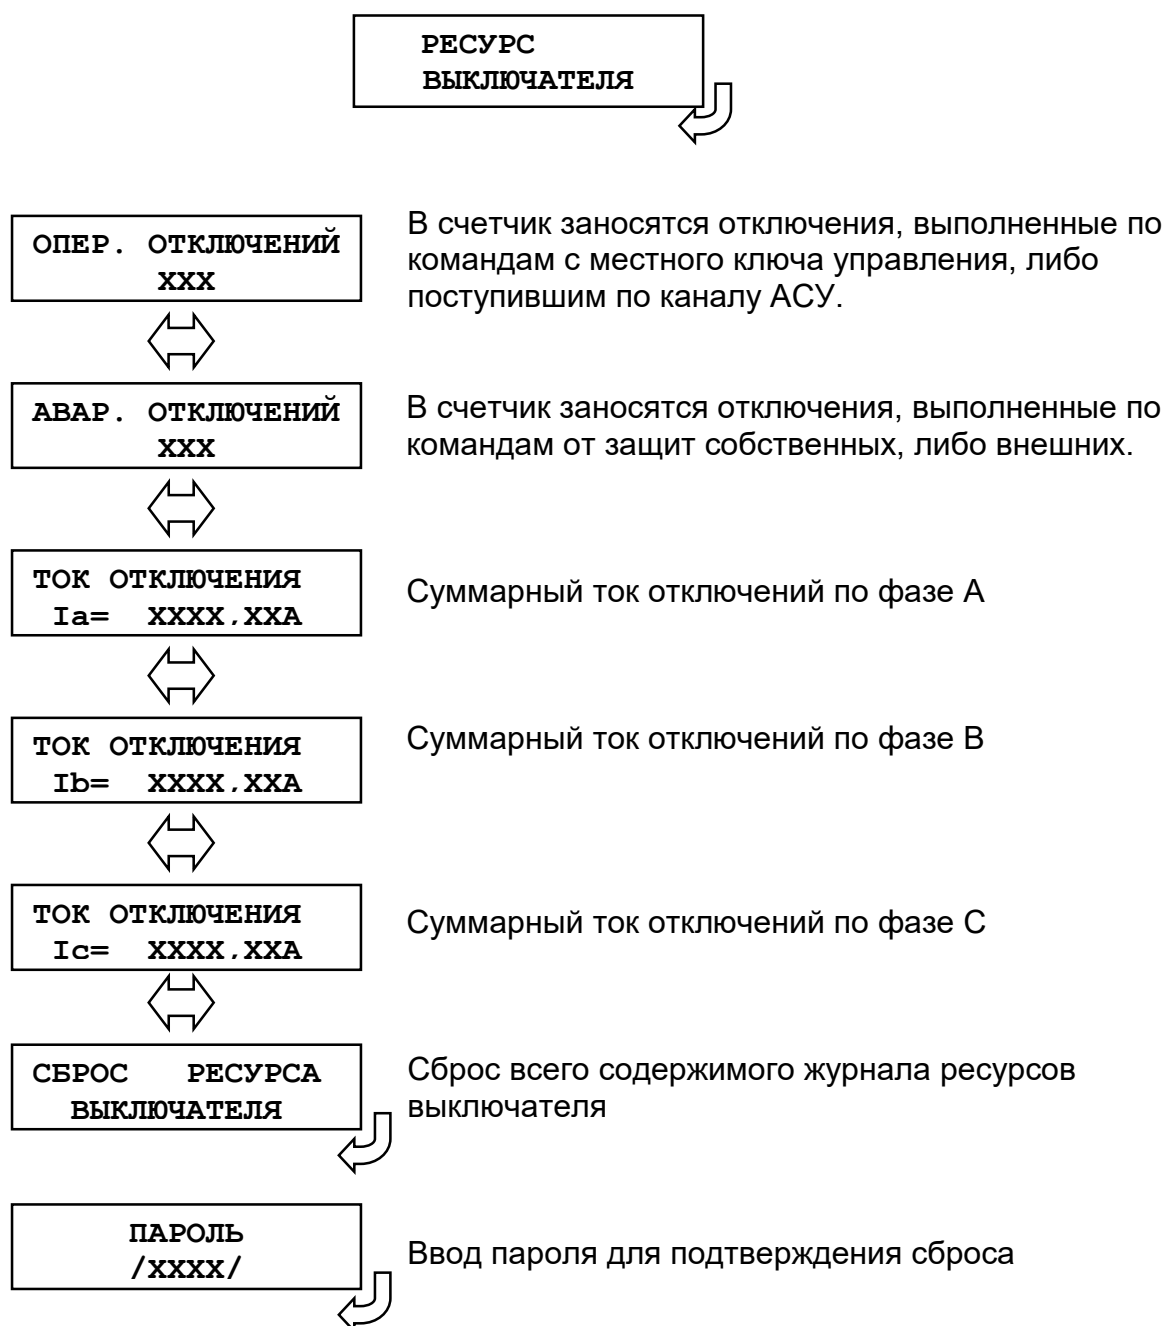 РЕСУРС
ВЫКЛЮЧАТЕЛЯ
ОПЕР. ОТКЛЮЧЕНИЙ
XXX
В счетчик заносятся отключения, выполненные по
командам с местного ключа управления, либо
поступившим по каналу АСУ.
АВАР. ОТКЛЮЧЕНИЙ
XXX
В счетчик заносятся отключения, выполненные по
командам от защит собственных, либо внешних.
ТОК ОТКЛЮЧЕНИЯ
Ia= XXXX,XXA
Суммарный ток отключений по фазе А
ТОК ОТКЛЮЧЕНИЯ
Ib= XXXX,XXA
Суммарный ток отключений по фазе В
ТОК ОТКЛЮЧЕНИЯ
Ic= XXXX,XXA
Суммарный ток отключений по фазе С
СБРОС РЕСУРСА
ВЫКЛЮЧАТЕЛЯ
Сброс всего содержимого журнала ресурсов
выключателя
ПАРОЛЬ
/XXXX/
Ввод пароля для подтверждения сброса